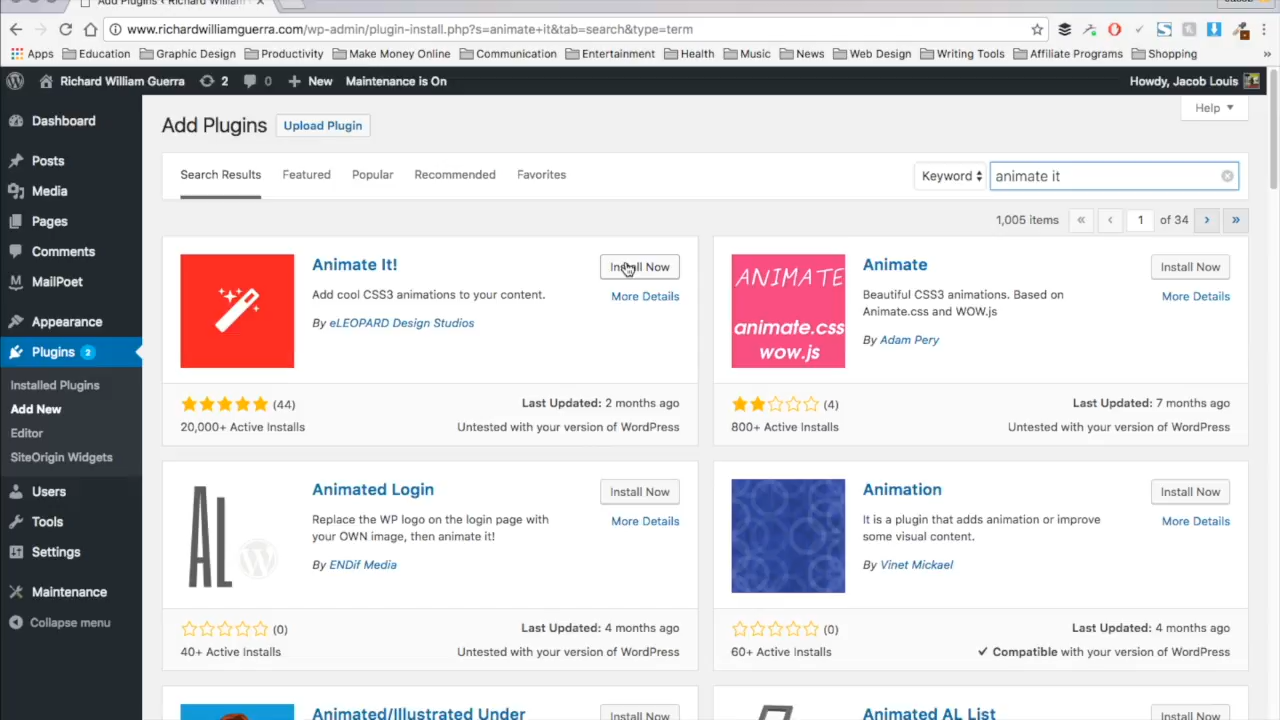 Add Plugins ‹ Richard William
www.richardwilliamguerra.com/wp-admin/plugin-install.php?s=animate+it&tab=search&type=term
Apps Education Graphic Design Productivity Make Money Online Communication Entertainment Health Music News Web Design Writing Tools Affiliate Programs Shopping »
Richard William Guerra 2 0 New Maintenance is On Howdy, Jacob Louis
Dashboard
Posts
Media
Pages
Comments
MailPoet
Appearance
Plugins 2
Installed Plugins
Add New
Editor
SiteOrigin Widgets
Users
Tools
Settings
Maintenance
Collapse menu
Help
Add Plugins Upload Plugin
Search Results Featured Popular Recommended Favorites Keyword animate it
1,005 items « ‹ 1 of 34 › »
Animate It!
Install Now
More Details
Add cool CSS3 animations to your content.
By eLEOPARD Design Studios
(44)
20,000+ Active Installs
Last Updated: 2 months ago
Untested with your version of WordPress
ANIMATE
animate.css
wow.js
Animate
Install Now
More Details
Beautiful CSS3 animations. Based on
Animate.css and WOW.js
By Adam Pery
(4)
800+ Active Installs
Last Updated: 7 months ago
Untested with your version of WordPress
AL
Animated Login
Install Now
More Details
Replace the WP logo on the login page with
your OWN image, then animate it!
By ENDif Media
(0)
40+ Active Installs
Last Updated: 4 months ago
Untested with your version of WordPress
Animation
Install Now
More Details
It is a plugin that adds animation or improve
some visual content.
By Vinet Mickael
(0)
60+ Active Installs
Last Updated: 4 months ago
Compatible with your version of WordPress
Animated/Illustrated Under
Install Now
Animated AL List
Install Now